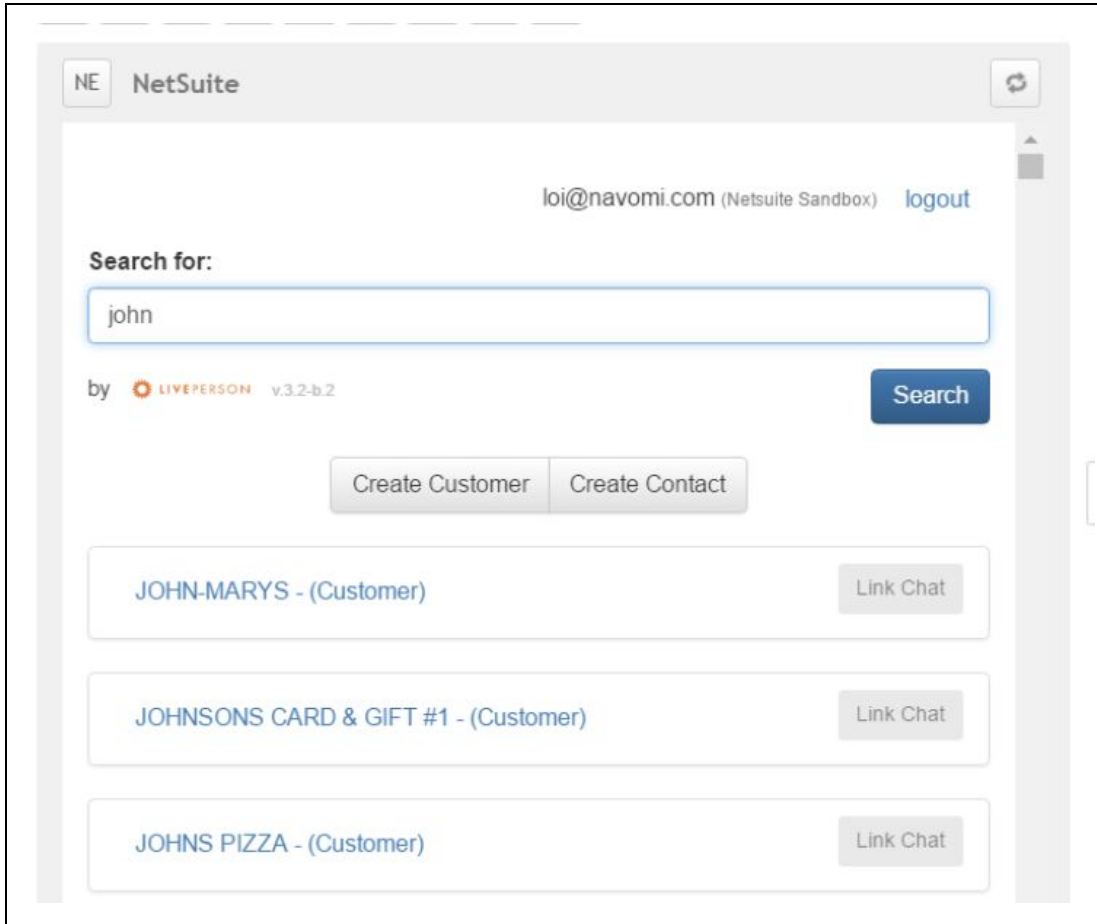 NE NetSuite
loi@navomi.com (Netsuite Sandbox) logout
Search for:
john
by LIVEPERSON v.3.2-b.2 Search
Create Customer Create Contact
JOHN-MARYS - (Customer) Link Chat
JOHNSONS CARD & GIFT #1 - (Customer) Link Chat
JOHNS PIZZA - (Customer) Link Chat